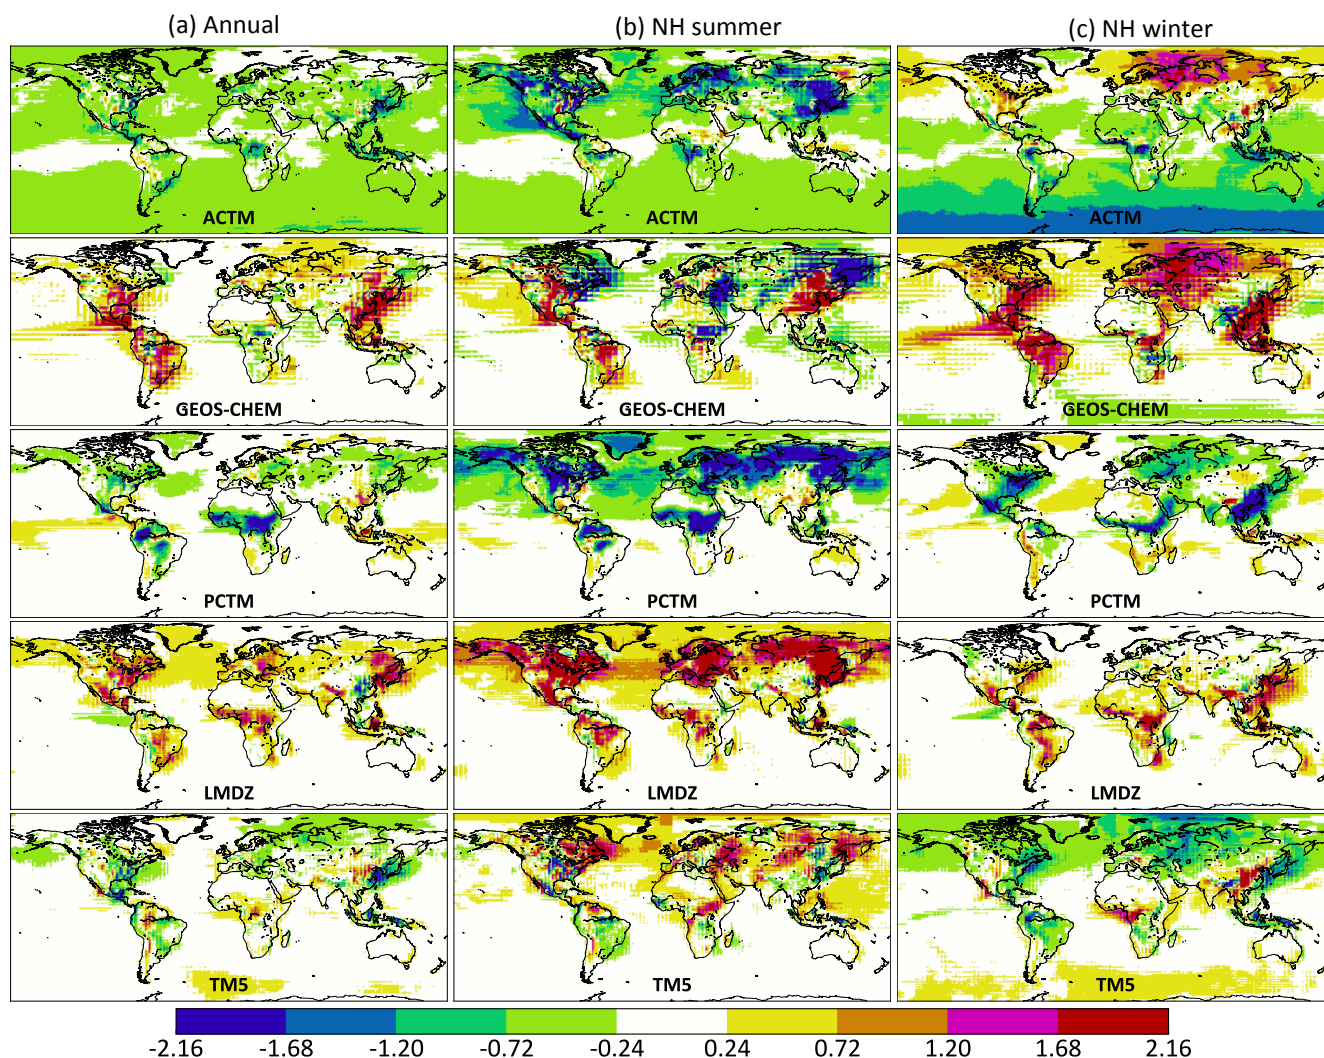 (a) Annual (b) NH summer (c) NH winter
ACTM ACTM ACTM
GEOS-CHEM GEOS-CHEM GEOS-CHEM
PCTM PCTM PCTM
LMDZ LMDZ LMDZ
TM5 TM5 TM5
-2.16 -1.68 -1.20 -0.72 -0.24 0.24 0.72 1.20 1.68 2.16